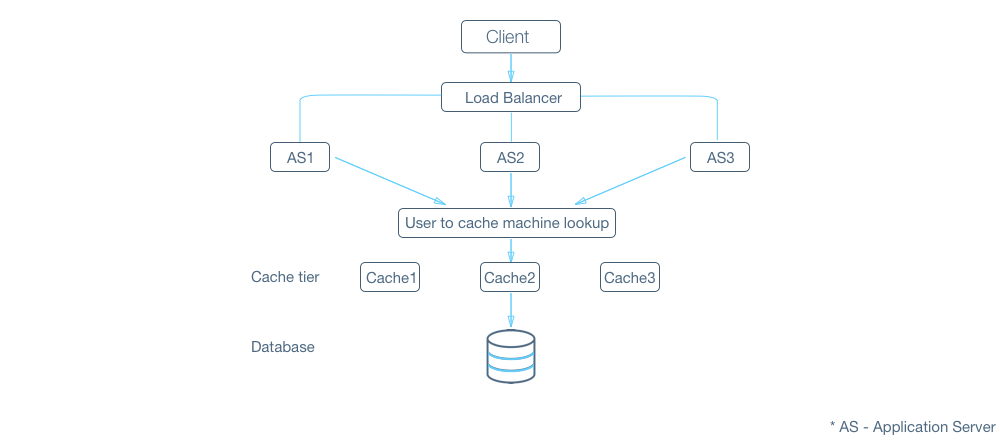 Client
Load Balancer
AS1
AS2
AS3
User to cache machine lookup
Cache tier
Cache1
Cache2
Cache3
Database
* AS - Application Server